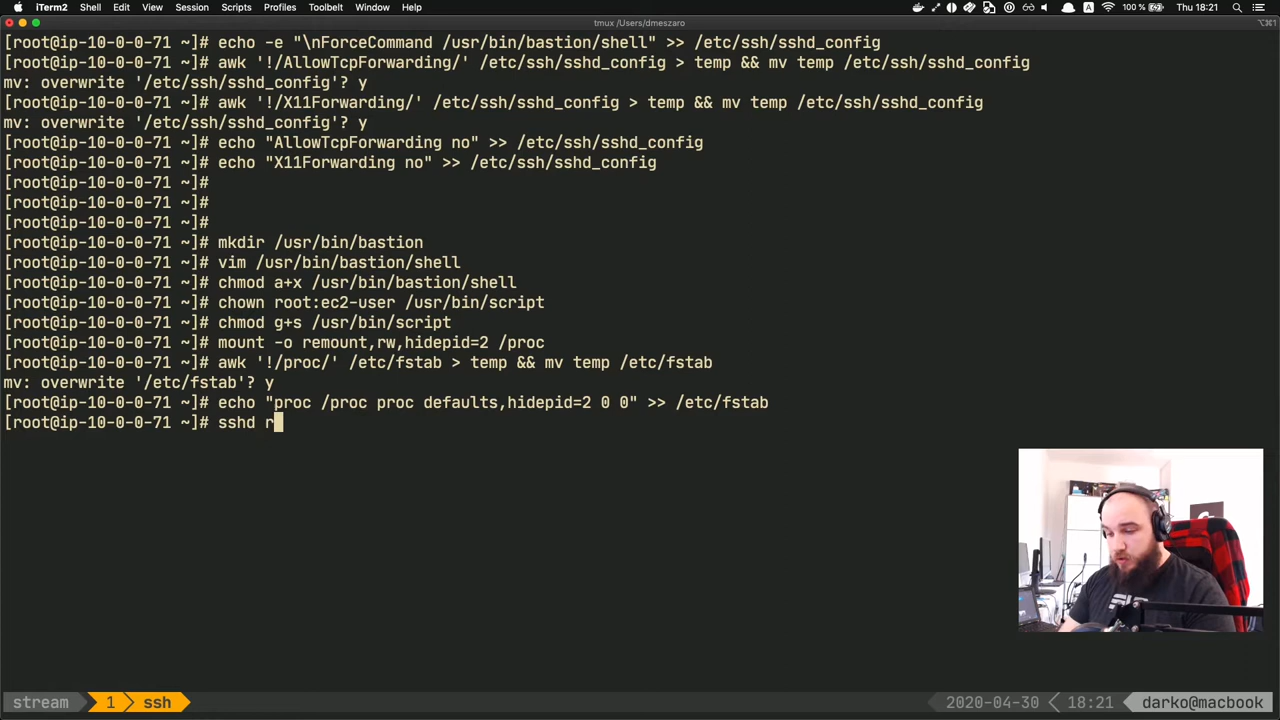 iTerm2 Shell Edit View Session Scripts Profiles Toolbelt Window Help 100 % Thu 18:21
tmux /Users/dmeszaro ⌥⌘1
[root@ip-10-0-0-71 ~]# echo -e "\nForceCommand /usr/bin/bastion/shell" >> /etc/ssh/sshd_config
[root@ip-10-0-0-71 ~]# awk '!/AllowTcpForwarding/' /etc/ssh/sshd_config > temp && mv temp /etc/ssh/sshd_config
mv: overwrite '/etc/ssh/sshd_config'? y
[root@ip-10-0-0-71 ~]# awk '!/X11Forwarding/' /etc/ssh/sshd_config > temp && mv temp /etc/ssh/sshd_config
mv: overwrite '/etc/ssh/sshd_config'? y
[root@ip-10-0-0-71 ~]# echo "AllowTcpForwarding no" >> /etc/ssh/sshd_config
[root@ip-10-0-0-71 ~]# echo "X11Forwarding no" >> /etc/ssh/sshd_config
[root@ip-10-0-0-71 ~]#
[root@ip-10-0-0-71 ~]#
[root@ip-10-0-0-71 ~]#
[root@ip-10-0-0-71 ~]# mkdir /usr/bin/bastion
[root@ip-10-0-0-71 ~]# vim /usr/bin/bastion/shell
[root@ip-10-0-0-71 ~]# chmod a+x /usr/bin/bastion/shell
[root@ip-10-0-0-71 ~]# chown root:ec2-user /usr/bin/script
[root@ip-10-0-0-71 ~]# chmod g+s /usr/bin/script
[root@ip-10-0-0-71 ~]# mount -o remount,rw,hidepid=2 /proc
[root@ip-10-0-0-71 ~]# awk '!/proc/' /etc/fstab > temp && mv temp /etc/fstab
mv: overwrite '/etc/fstab'? y
[root@ip-10-0-0-71 ~]# echo "proc /proc proc defaults,hidepid=2 0 0" >> /etc/fstab
[root@ip-10-0-0-71 ~]# sshd r
stream 1 ssh 2020-04-30 18:21 darko@macbook